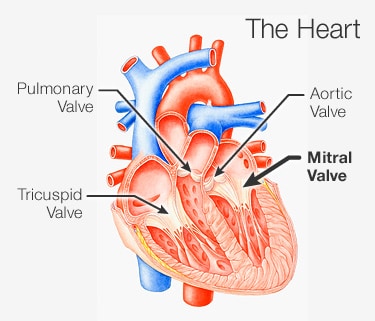 The Heart
Pulmonary
Valve
Aortic
Valve
Mitral
Valve
Tricuspid
Valve